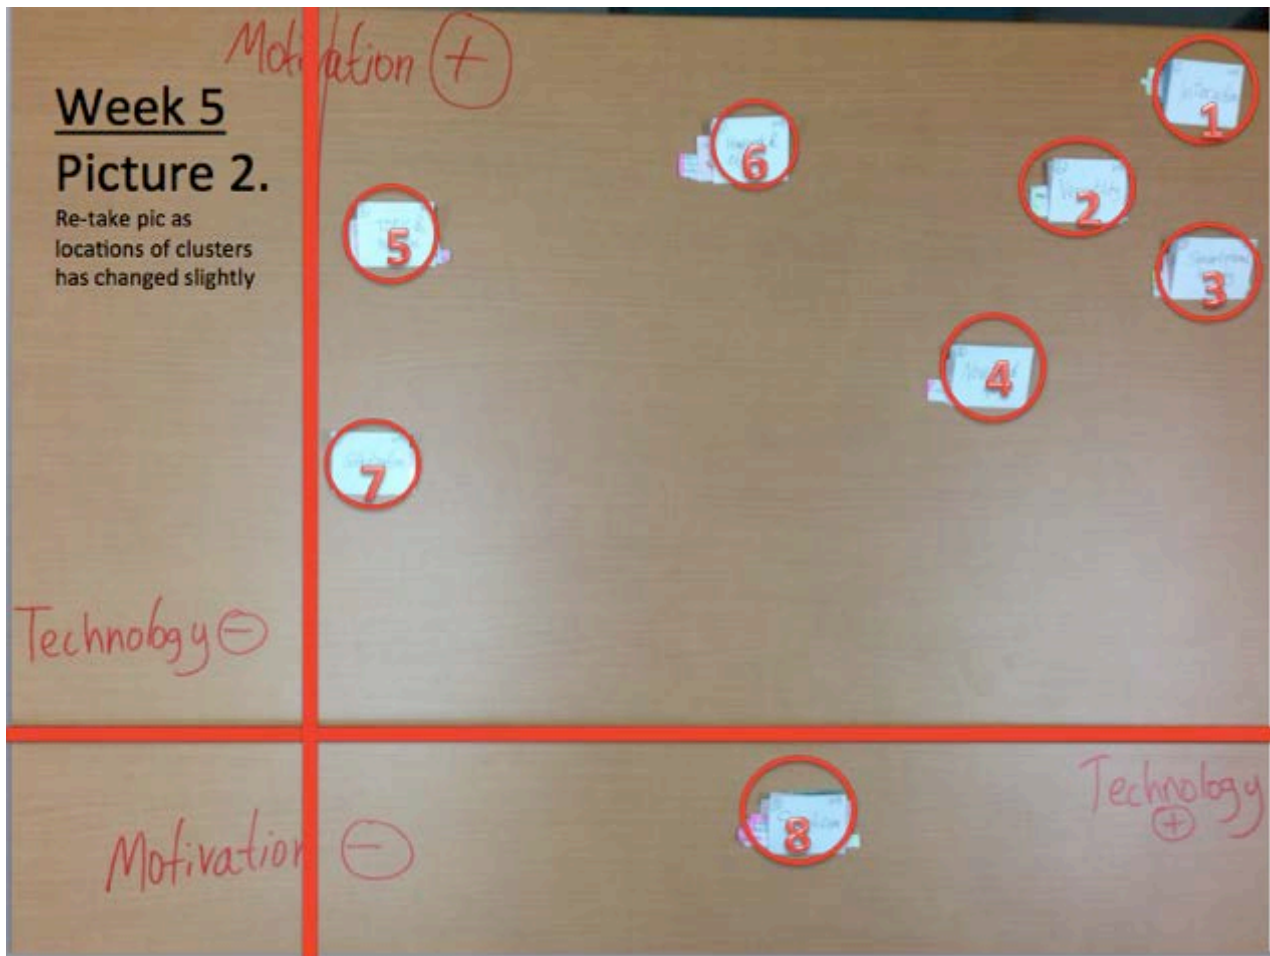 Motivation +
Week 5
Picture 2.
Re-take pic as
locations of clusters
has changed slightly
1
6
2
5
3
4
7
Technology -
Technology
+
8
Motivation -